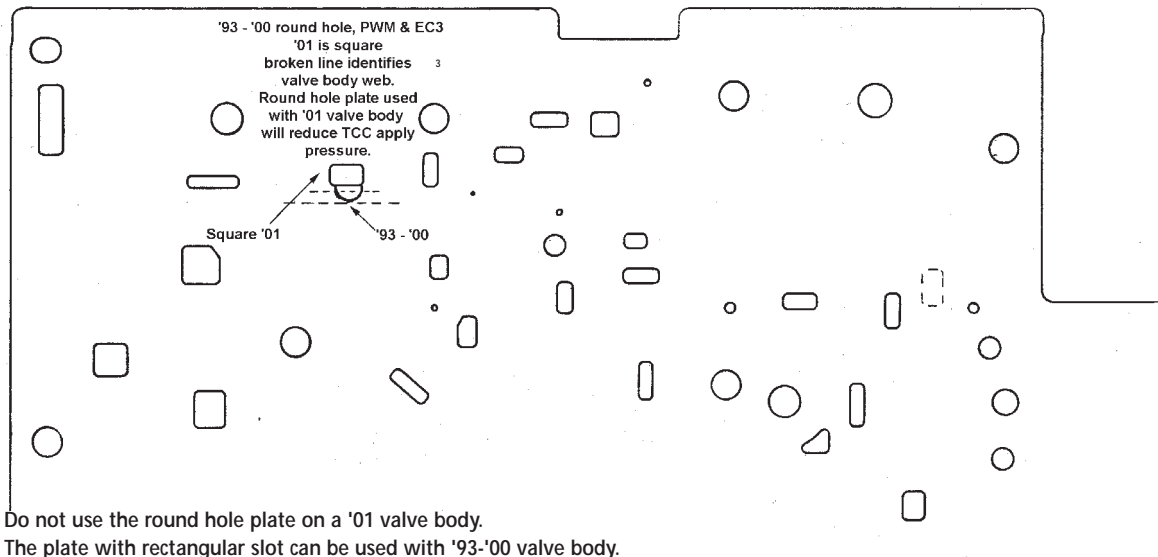 '93 - '00 round hole, PWM & EC3
'01 is square
broken line identifies
3
valve body web.
Round hole plate used
with '01 valve body
will reduce TCC apply
pressure.
Square '01
'93 - '00
Do not use the round hole plate on a '01 valve body.
The plate with rectangular slot can be used with '93-'00 valve body.